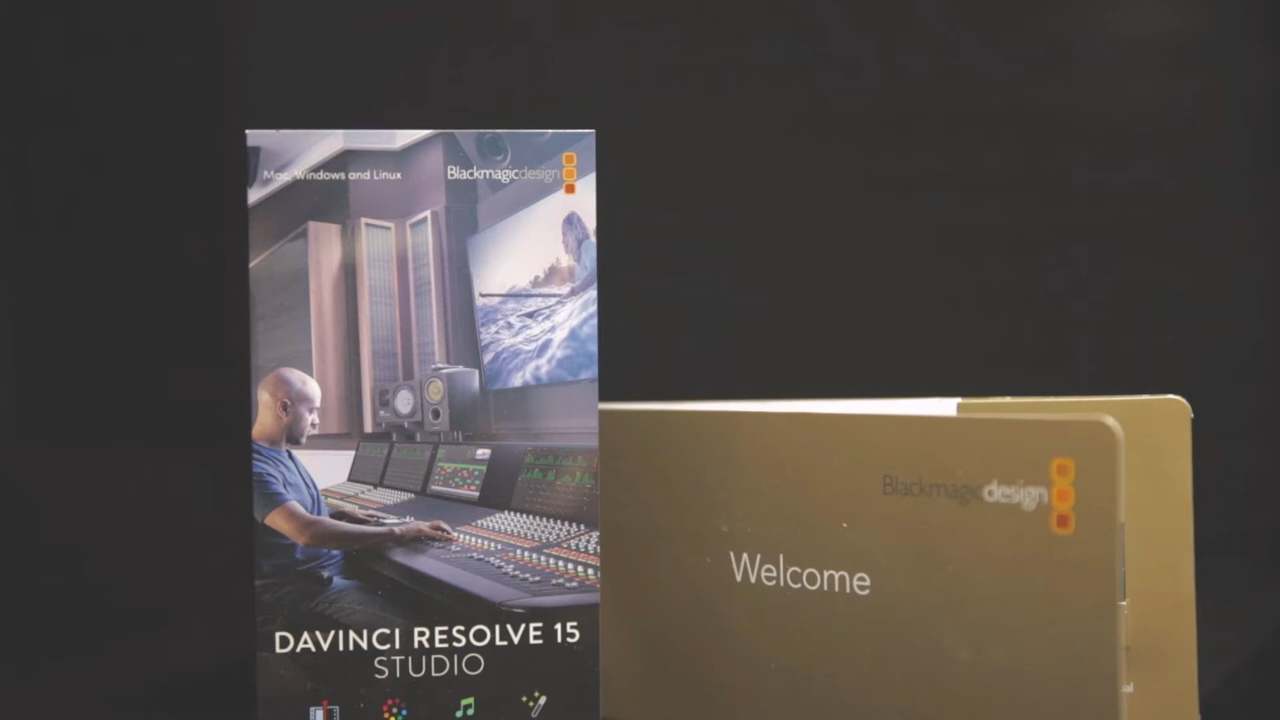 Mac, Windows and Linux
Blackmagicdesign
DAVINCI RESOLVE 15
STUDIO
Blackmagicdesign
Welcome